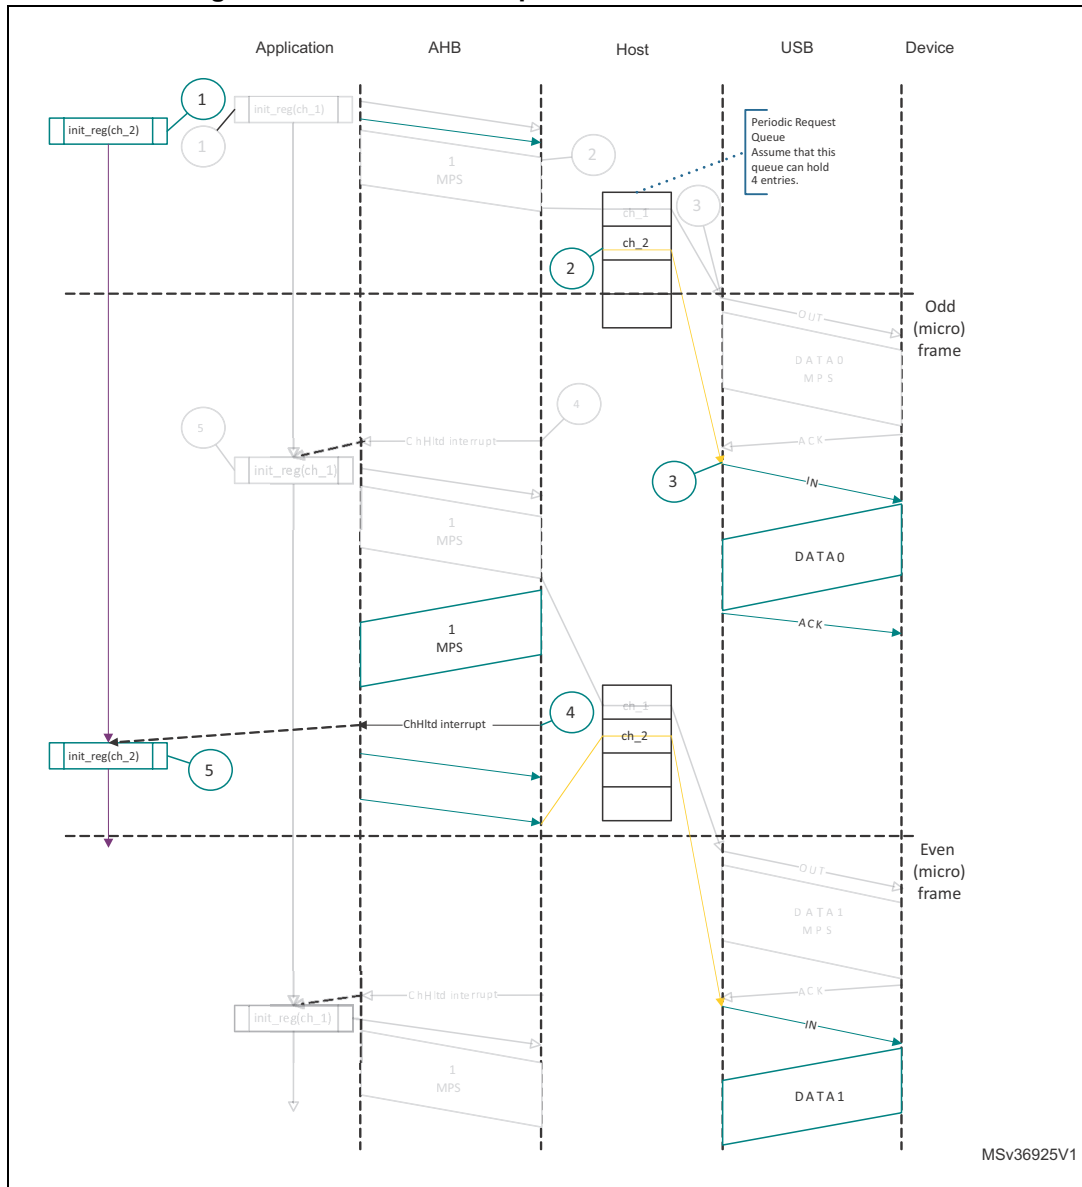 Application
AHB
Host
USB
Device
1
init_reg(ch_1)
init_reg(ch_2)
1
Periodic Request
Queue
Assume that this
queue can hold
4 entries.
1
MPS
2
3
ch_1
ch_2
2
Odd
(micro)
frame
OUT
DATA0
MPS
4
5
ChHltd interrupt
ACK
init_reg(ch_1)
3
IN
1
MPS
DATA0
1
MPS
ACK
ch_1
4
ChHltd interrupt
ch_2
init_reg(ch_2)
5
Even
(micro)
frame
OUT
DATA1
MPS
ChHltd interrupt
ACK
init_reg(ch_1)
IN
1
MPS
DATA1
MSv36925V1